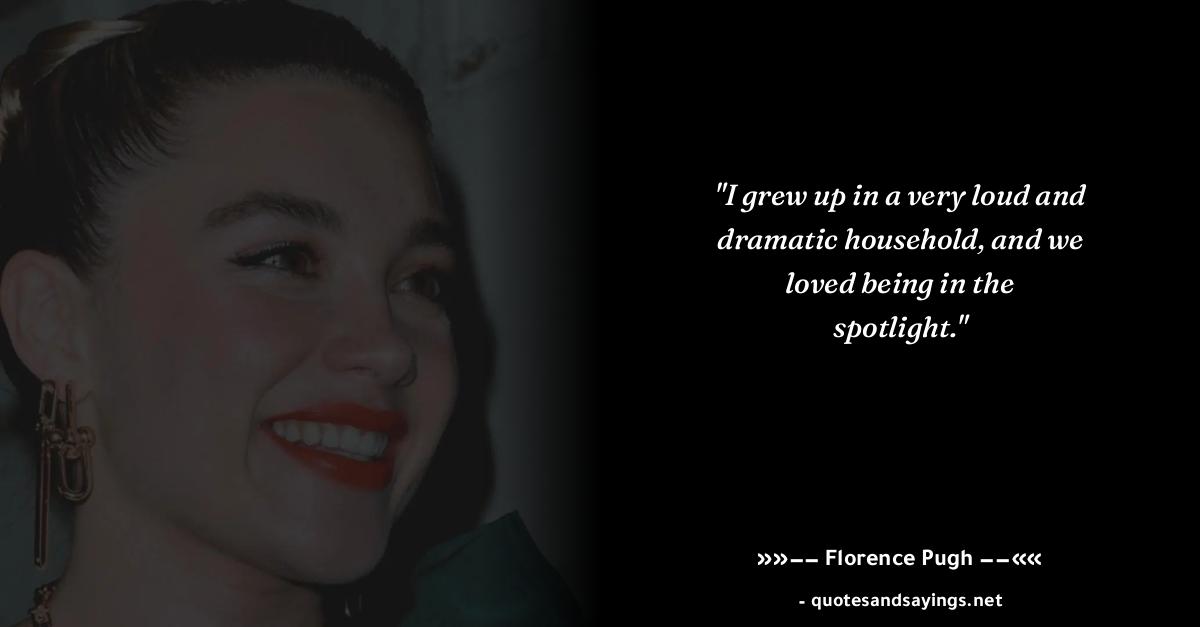 "I grew up in a very loud and
dramatic household, and we
loved being in the
spotlight."
»»−− Florence Pugh −−««
- quotesandsayings.net